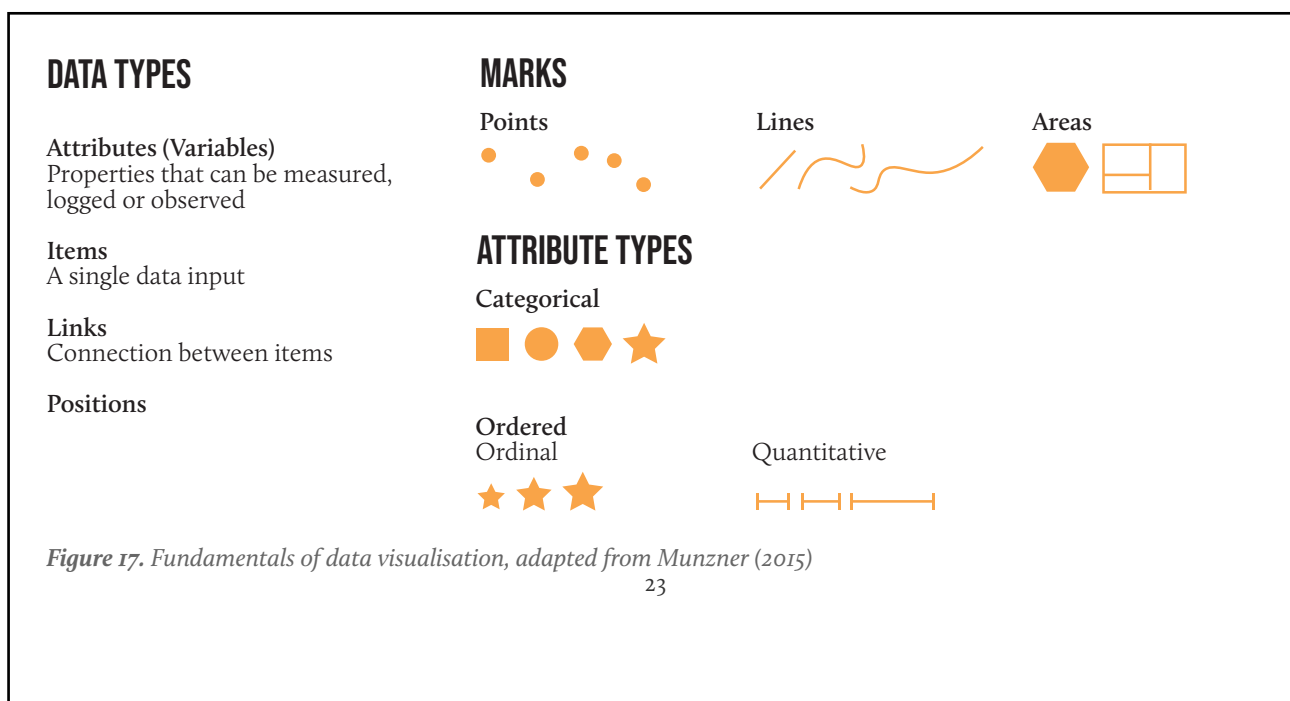 DATA TYPES
Attributes (Variables)
Properties that can be measured,
logged or observed
Items
A single data input
Links
Connection between items
Positions
MARKS
Points
Lines
Areas
ATTRIBUTE TYPES
Categorical
Ordered
Ordinal
Quantitative
Figure 17. Fundamentals of data visualisation, adapted from Munzner (2015)
23